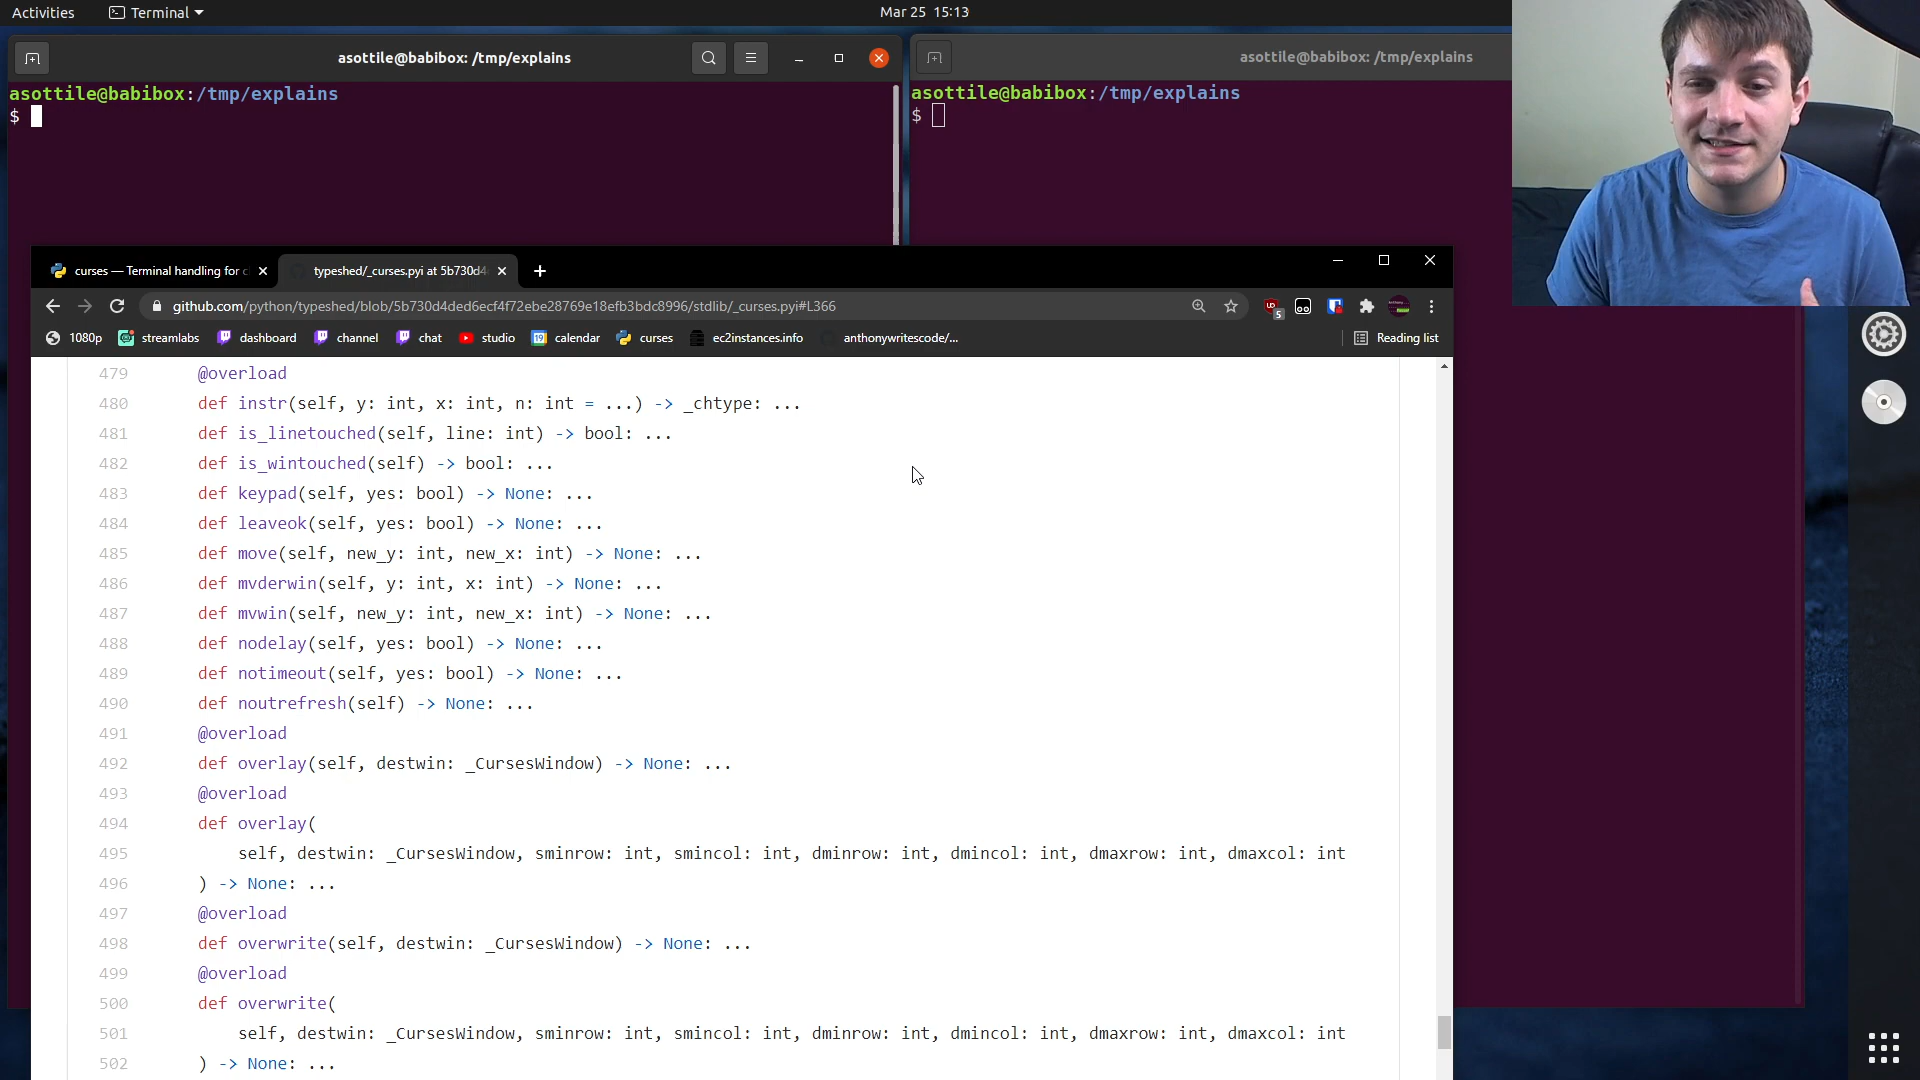 Activities
Terminal
Mar 25 15:13
asottile@babibox: /tmp/explains
asottile@babibox: /tmp/explains
asottile@babibox:/tmp/explains
$
asottile@babibox:/tmp/explains
$
curses — Terminal handling for c
typeshed/_curses.pyi at 5b730d4
github.com/python/typeshed/blob/5b730d4ded6ecf4f72ebe28769e18efb3bdc8996/stdlib/_curses.pyi#L366
5
1080p
streamlabs
dashboard
channel
chat
studio
calendar
curses
ec2instances.info
anthonywritescode/...
Reading list
479 @overload
480 def instr(self, y: int, x: int, n: int = ...) -> _chtype: ...
481 def is_linetouched(self, line: int) -> bool: ...
482 def is_wintouched(self) -> bool: ...
483 def keypad(self, yes: bool) -> None: ...
484 def leaveok(self, yes: bool) -> None: ...
485 def move(self, new_y: int, new_x: int) -> None: ...
486 def mvderwin(self, y: int, x: int) -> None: ...
487 def mvwin(self, new_y: int, new_x: int) -> None: ...
488 def nodelay(self, yes: bool) -> None: ...
489 def notimeout(self, yes: bool) -> None: ...
490 def noutrefresh(self) -> None: ...
491 @overload
492 def overlay(self, destwin: _CursesWindow) -> None: ...
493 @overload
494 def overlay(
495 self, destwin: _CursesWindow, sminrow: int, smincol: int, dminrow: int, dmincol: int, dmaxrow: int, dmaxcol: int
496 ) -> None: ...
497 @overload
498 def overwrite(self, destwin: _CursesWindow) -> None: ...
499 @overload
500 def overwrite(
501 self, destwin: _CursesWindow, sminrow: int, smincol: int, dminrow: int, dmincol: int, dmaxrow: int, dmaxcol: int
502 ) -> None: ...